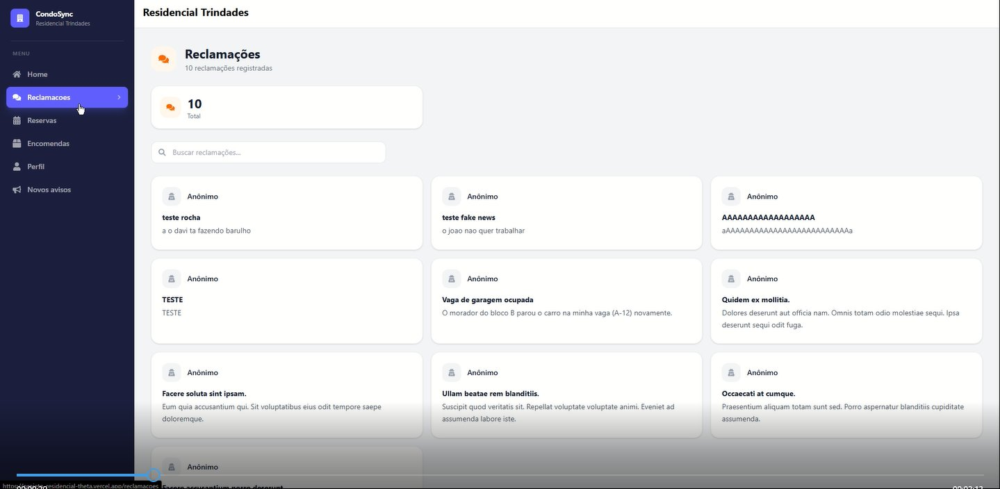 CondoSync
Residencial Trindades
MENU
Home
Reclamacoes
Reservas
Encomendas
Perfil
Novos avisos
Residencial Trindades
Reclamações
10 reclamações registradas
10
Total
Buscar reclamações...
Anônimo
teste rocha
a o davi ta fazendo barulho
Anônimo
teste fake news
o joao nao quer trabalhar
Anônimo
AAAAAAAAAAAAAAAAAA
aAAAAAAAAAAAAAAAAAAAAAAAAAAa
Anônimo
TESTE
TESTE
Anônimo
Vaga de garagem ocupada
O morador do bloco B parou o carro na minha vaga (A-12) novamente.
Anônimo
Quidem ex mollitia.
Dolores deserunt aut officia nam. Omnis totam odio molestiae sequi. Ipsa
deserunt sequi odit fuga.
Anônimo
Facere soluta sint ipsam.
Eum quia accusantium qui. Sit voluptatibus eius odit tempore saepe
doloremque.
Anônimo
Ullam beatae rem blanditiis.
Suscipit quod veritatis sit. Repellat voluptate voluptate animi. Eveniet ad
assumenda labore iste.
Anônimo
Occaecati at cumque.
Praesentium aliquam totam sunt sed. Porro aspernatur blanditiis cupiditate
assumenda.
Anônimo
Facere accusantium porro deserunt.
residencial-theta.vercel.app/reclamacoes
00:00:20
00:02:12